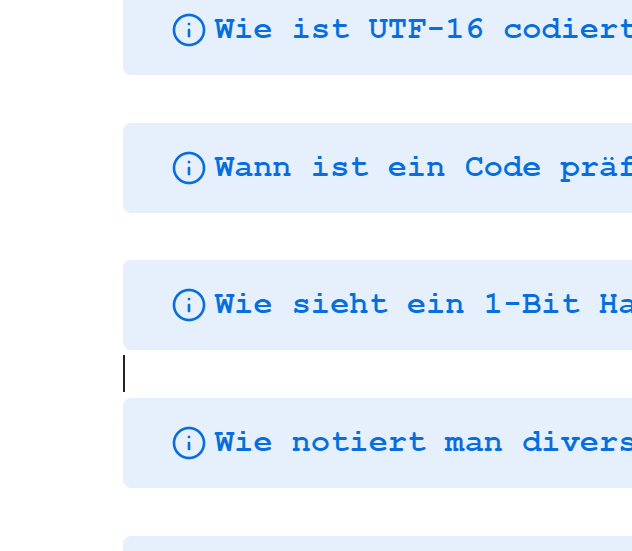 Wie ist UTF-16 codiert
Wann ist ein Code präf
Wie sieht ein 1-Bit Ha
Wie notiert man divers